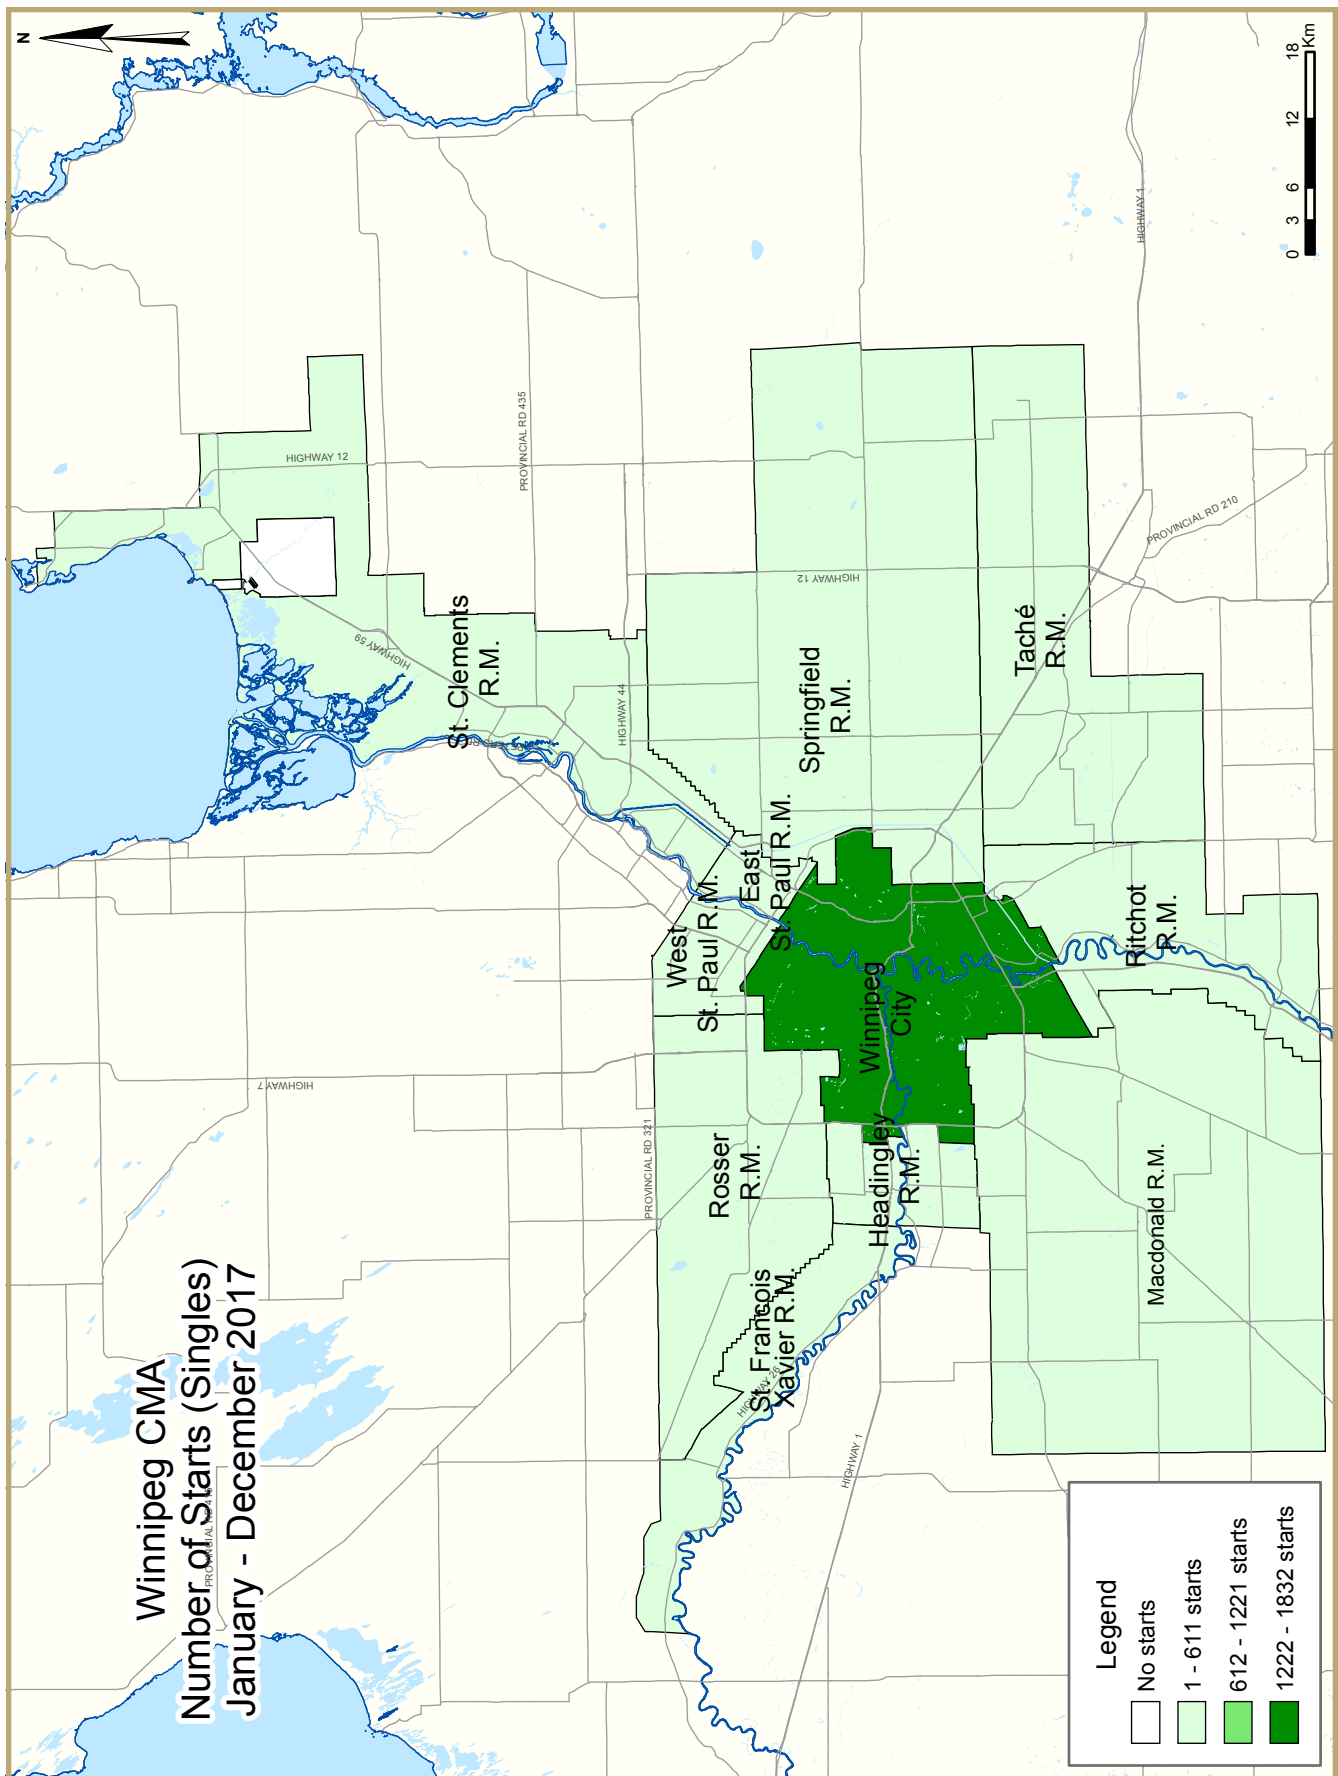 Winnipeg CMA
Number of Starts (Singles)
January - December 2017
N
HIGHWAY 12
PROVINCIAL RD 435
HIGHWAY 59
St. Clements
R.M.
HIGHWAY 44
HIGHWAY 12
HIGHWAY 1
PROVINCIAL RD 210
Springfield
R.M.
Taché
R.M.
East
St. Paul R.M.
West
St. Paul R.M.
Ritchot
R.M.
Winnipeg
City
HIGHWAY 7
PROVINCIAL RD 321
Rosser
R.M.
Headingley
R.M.
Macdonald R.M.
St. François
Xavier R.M.
HIGHWAY 26
HIGHWAY 1
Legend
No starts
1 - 611 starts
612 - 1221 starts
1222 - 1832 starts
0 3 6 12 18
Km